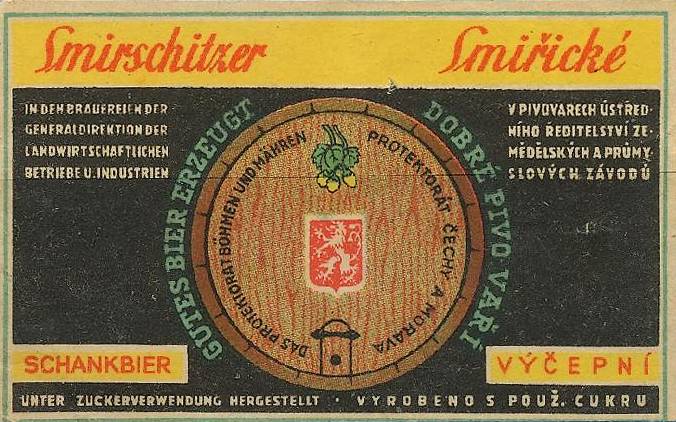 Smirschitzer
Smiřické
IN DEN BRAUEREIEN DER
GENERALDIREKTION DER
LANDWIRTSCHAFTLICHEN
BETRIEBE U. INDUSTRIEN
V PIVOVARECH ÚSTŘED-
NÍHO ŘEDITELSTVÍ ZE-
MĚDĚLSKÝCH A PRŮMY-
SLOVÝCH ZÁVODŮ
GUTES BIER ERZEUGT
DOBRÉ PIVO VAŘÍ
DAS PROTEKTORAT BÖHMEN UND MÄHREN
PROTEKTORÁT ČECHY A MORAVA
SCHANKBIER
VÝČEPNÍ
UNTER ZUCKERVERWENDUNG HERGESTELLT · VYROBENO S POUŽ. CUKRU